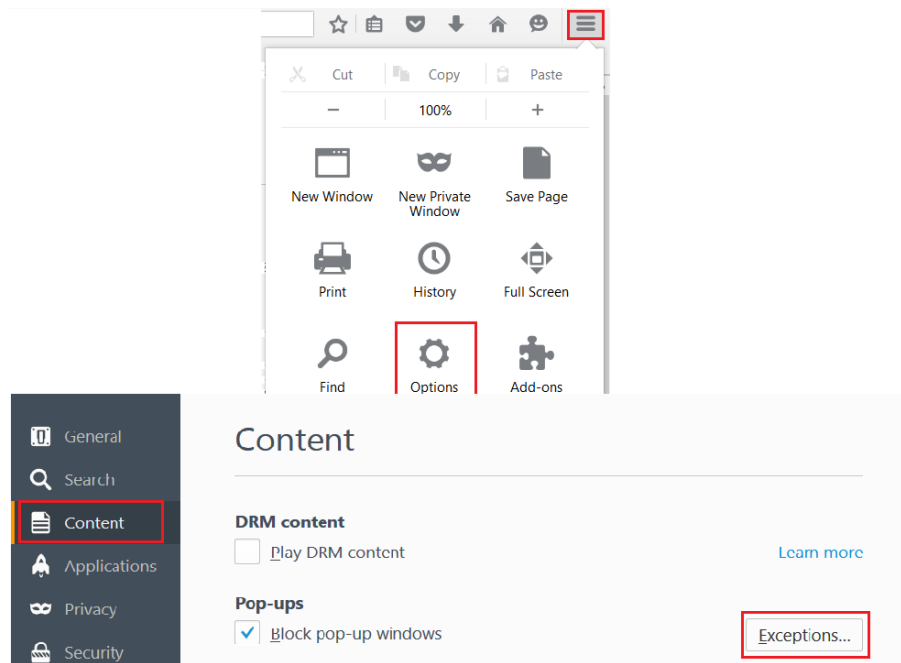 Cut Copy Paste
− 100% +
New Window New Private Window Save Page
Print History Full Screen
Find Options Add-ons
General
Search
Content
Applications
Privacy
Security
Content
DRM content
Play DRM content Learn more
Pop-ups
Block pop-up windows Exceptions...